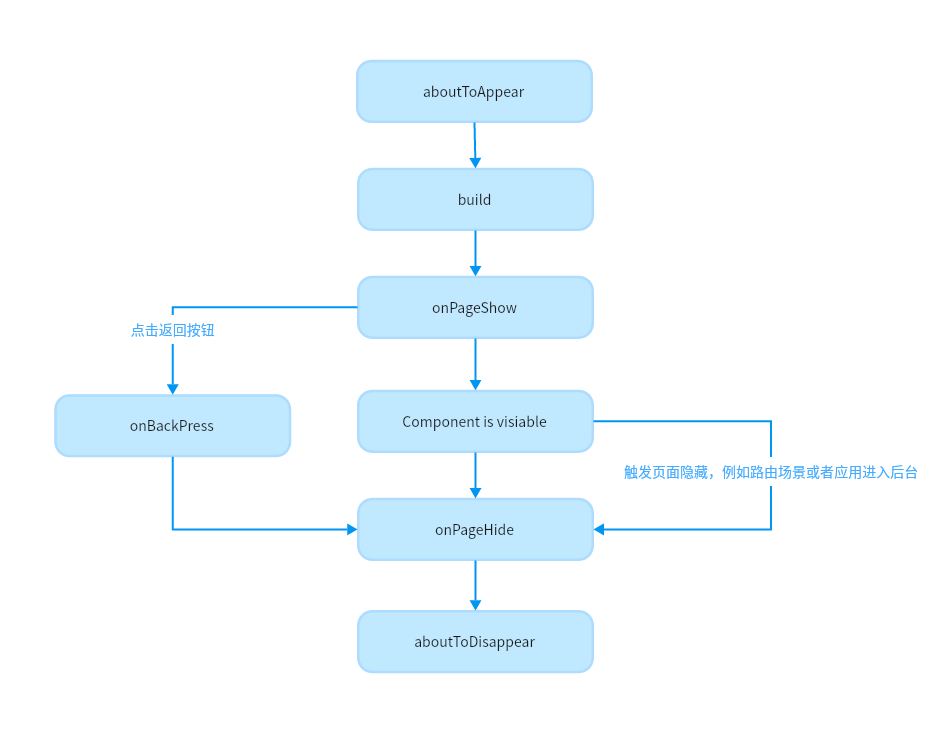 aboutToAppear
build
onPageShow
点击返回按钮
onBackPress
Component is visiable
触发页面隐藏，例如路由场景或者应用进入后台
onPageHide
aboutToDisappear